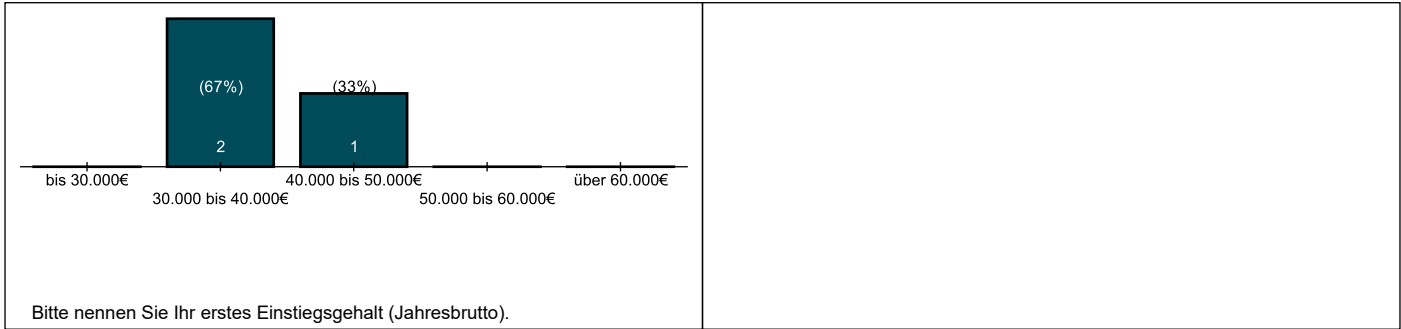 (67%)
(33%)
2
1
bis 30.000€
40.000 bis 50.000€
über 60.000€
30.000 bis 40.000€
50.000 bis 60.000€
Bitte nennen Sie Ihr erstes Einstiegsgehalt (Jahresbrutto).